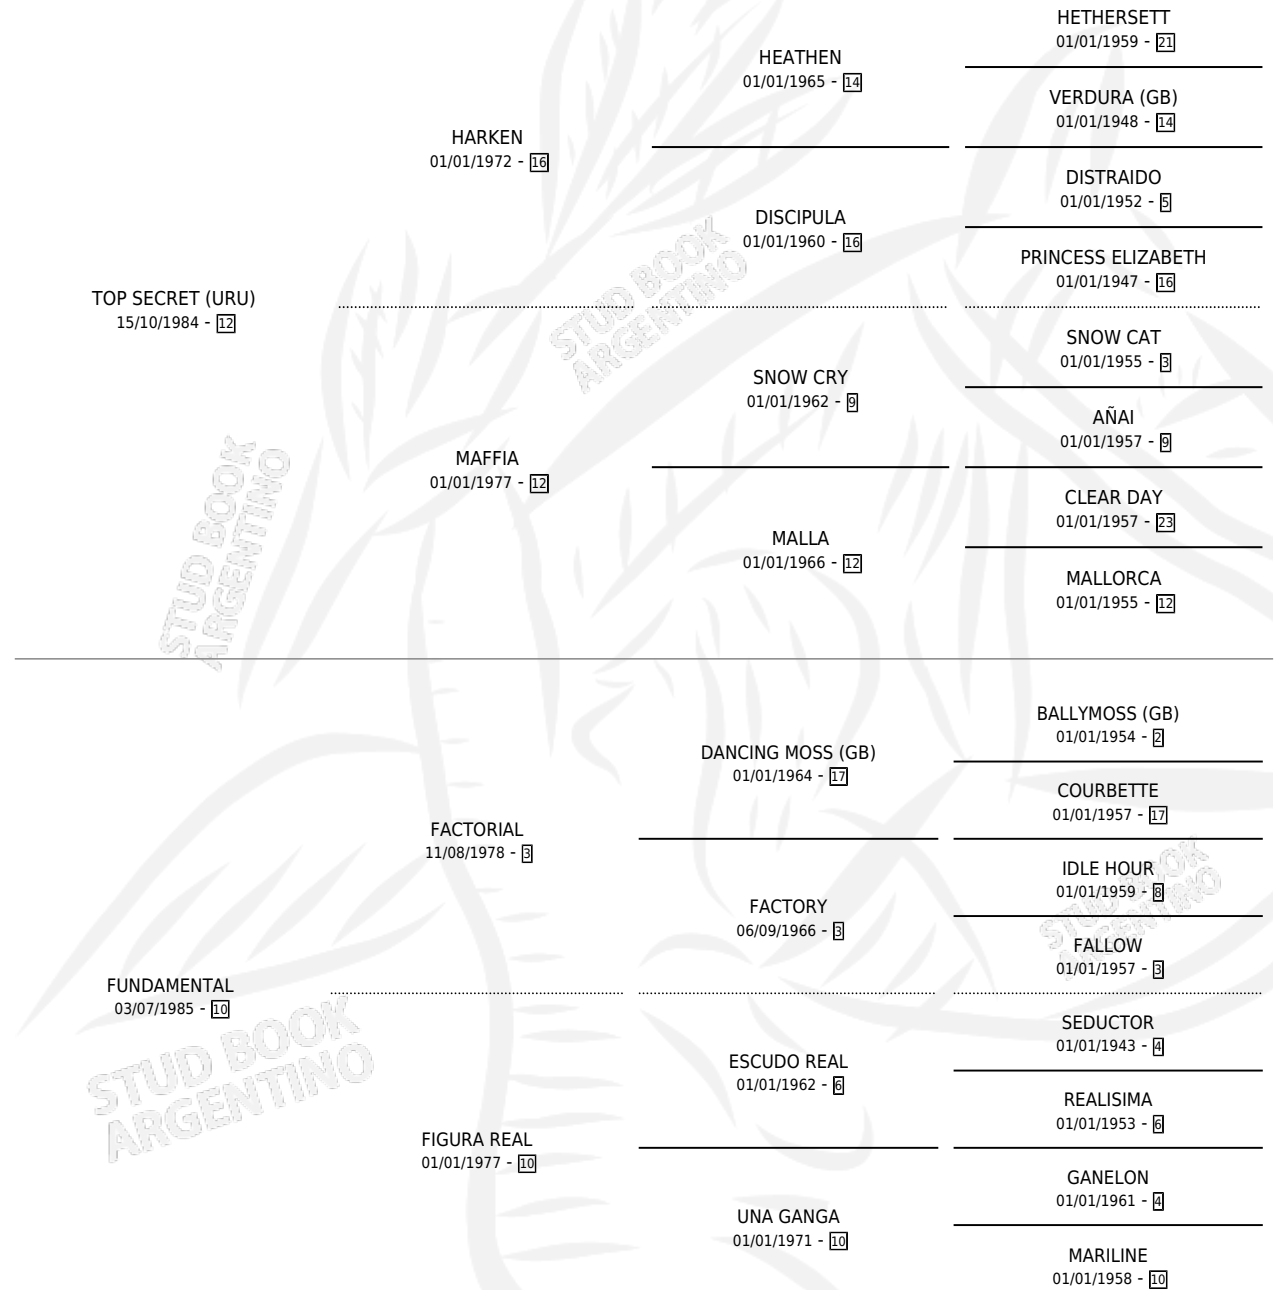 HETHERSETT
01/01/1959 - 21
HEATHEN
01/01/1965 - 14
VERDURA (GB)
01/01/1948 - 14
HARKEN
01/01/1972 - 16
DISTRAIDO
01/01/1952 - 5
DISCIPULA
01/01/1960 - 16
PRINCESS ELIZABETH
01/01/1947 - 16
TOP SECRET (URU)
15/10/1984 - 12
STUD BOOK
ARGENTINO
SNOW CAT
01/01/1955 - 3
SNOW CRY
01/01/1962 - 9
AÑAI
01/01/1957 - 9
MAFFIA
01/01/1977 - 12
CLEAR DAY
01/01/1957 - 23
MALLA
01/01/1966 - 12
MALLORCA
01/01/1955 - 12
STUD BOOK
ARGENTINO
BALLYMOSS (GB)
01/01/1954 - 2
DANCING MOSS (GB)
01/01/1964 - 17
COURBETTE
01/01/1957 - 17
FACTORIAL
11/08/1978 - 3
IDLE HOUR
01/01/1959 - 8
FACTORY
06/09/1966 - 3
FALLOW
01/01/1957 - 3
STUD BOOK
ARGENTINO
FUNDAMENTAL
03/07/1985 - 10
SEDUCTOR
01/01/1943 - 4
ESCUDO REAL
01/01/1962 - 6
REALISIMA
01/01/1953 - 6
STUD BOOK
ARGENTINO
FIGURA REAL
01/01/1977 - 10
GANELON
01/01/1961 - 4
UNA GANGA
01/01/1971 - 10
MARILINE
01/01/1958 - 10